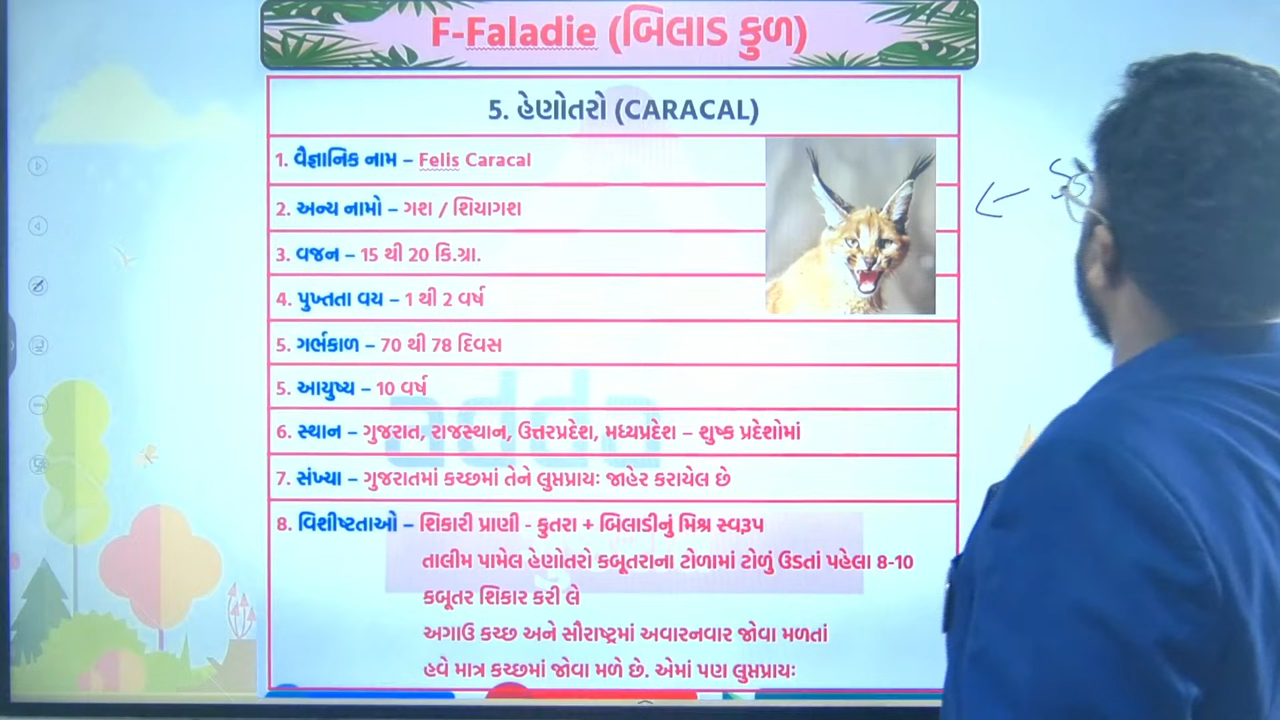 F-Faladie (બિલાડ કુળ)
5. હેણોતરો (CARACAL)
1. વૈજ્ઞાનિક નામ – Felis Caracal
2. અન્ય નામો – ગશ / શિયાગશ
3. વજન – 15 થી 20 કિ.ગ્રા.
4. પુખ્તતા વય – 1 થી 2 વર્ષ
5. ગર્ભકાળ – 70 થી 78 દિવસ
5. આયુષ્ય – 10 વર્ષ
6. સ્થાન – ગુજરાત, રાજસ્થાન, ઉત્તરપ્રદેશ, મધ્યપ્રદેશ – શુષ્ક પ્રદેશોમાં
7. સંખ્યા – ગુજરાતમાં કચ્છમાં તેને લુપ્તપ્રાયઃ જાહેર કરાયેલ છે
8. વિશીષ્ટતાઓ – શિકારી પ્રાણી - કુતરા + બિલાડીનું મિશ્ર સ્વરૂપ
તાલીમ પામેલ હેણોતરો કબૂતરાના ટોળામાં ટોળું ઉડતાં પહેલા 8-10
કબૂતર શિકાર કરી લે
અગાઉ કચ્છ અને સૌરાષ્ટ્રમાં અવારનવાર જોવા મળતાં
હવે માત્ર કચ્છમાં જોવા મળે છે. એમાં પણ લુપ્તપ્રાયઃ
adda